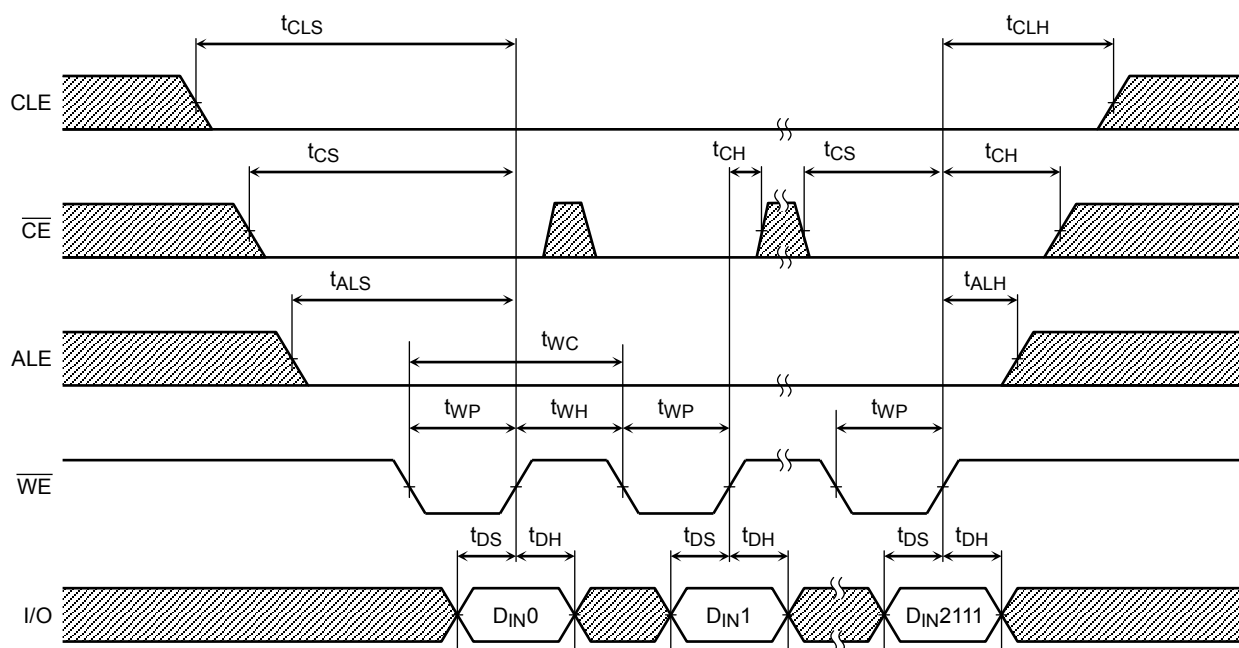 tCLS tCLH
CLE
tCS tCH tCS tCH
CE
tALS tALH
ALE
tWC
tWP tWH tWP tWP
WE
tDS tDH tDS tDH tDS tDH
I/O DIN0 DIN1 DIN2111